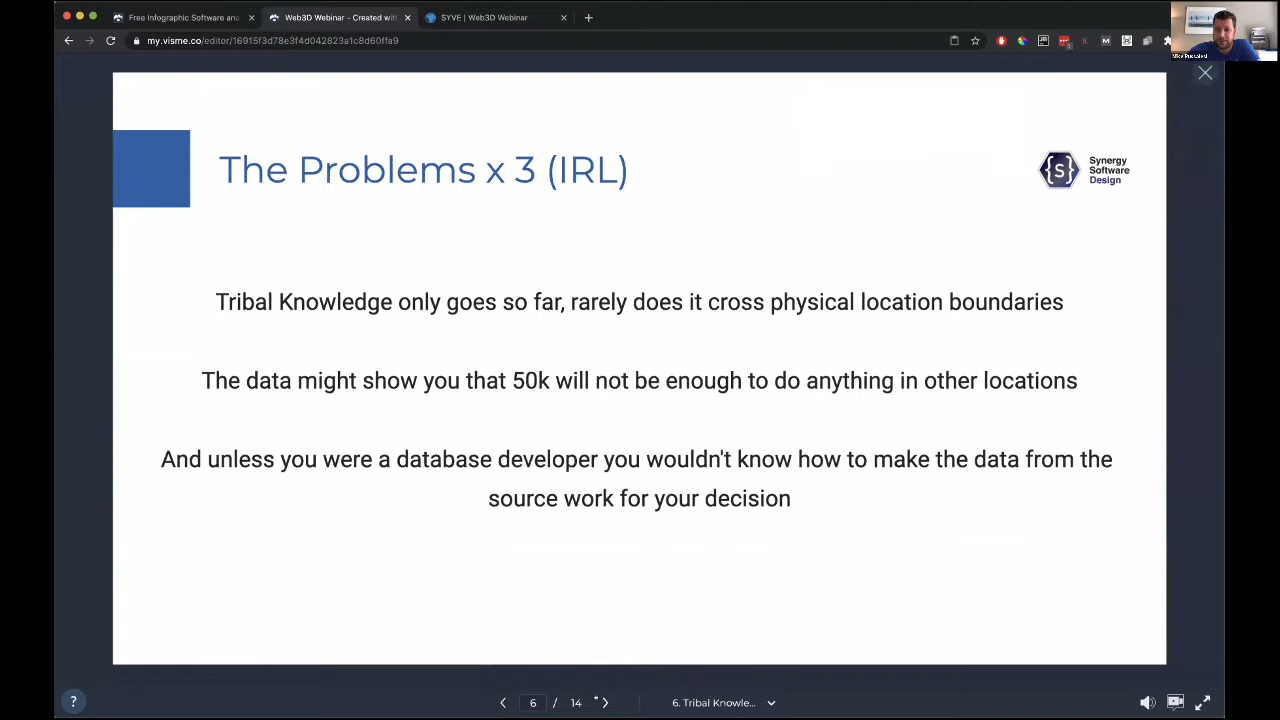 Free Infographic Software and
Web3D Webinar - Created with
SYVE | Web3D Webinar
my.visme.co/editor/16915f3d78e3f4d042823a1c8d60ffa9
The Problems x 3 (IRL)
{S}
Synergy
Software
Design
Tribal Knowledge only goes so far, rarely does it cross physical location boundaries
The data might show you that 50k will not be enough to do anything in other locations
And unless you were a database developer you wouldn't know how to make the data from the
source work for your decision
?
6 / 14
6. Tribal Knowle...